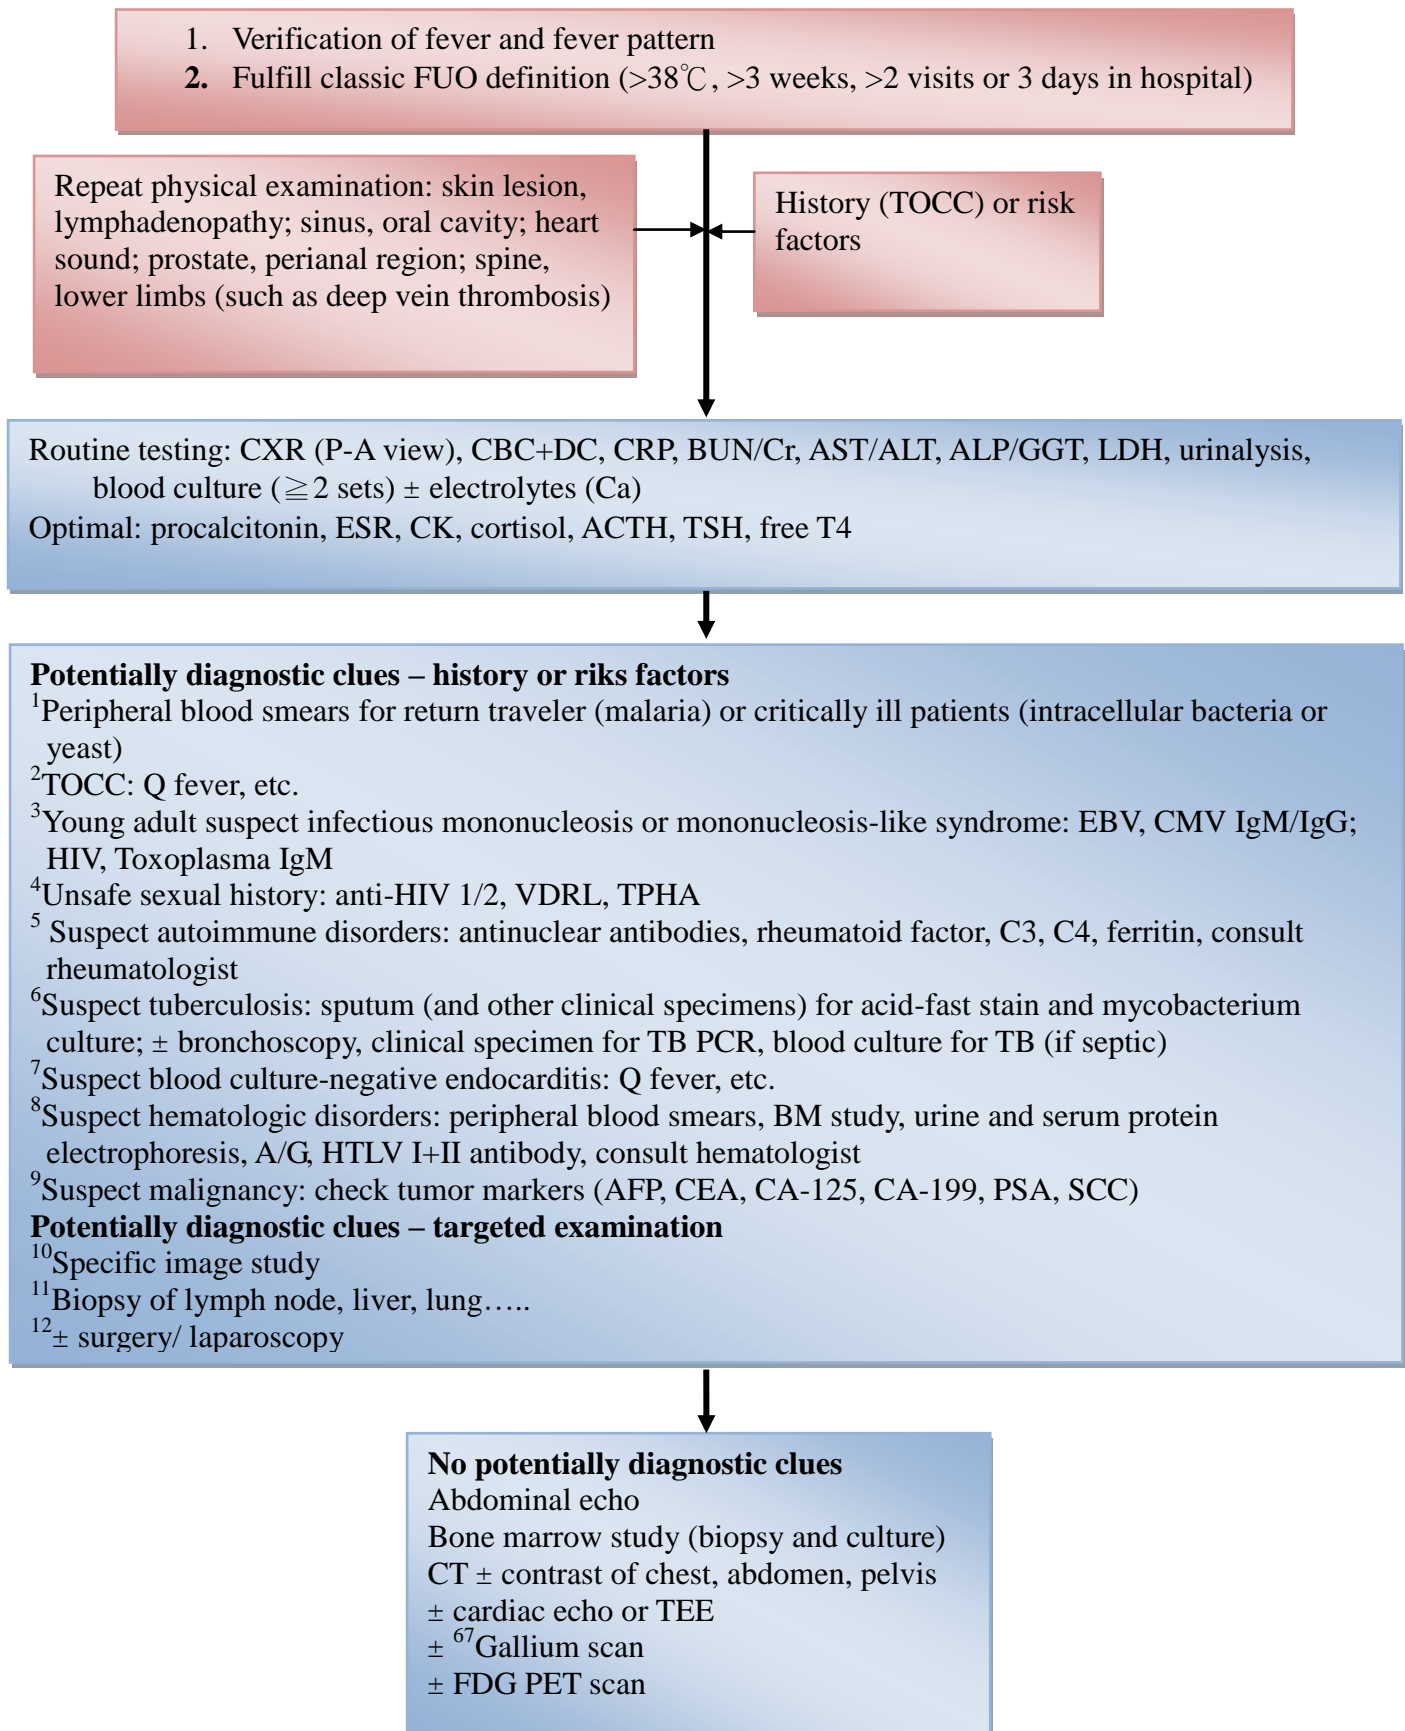 1. Verification of fever and fever pattern
2. Fulfill classic FUO definition (>38℃, >3 weeks, >2 visits or 3 days in hospital)
Repeat physical examination: skin lesion,
lymphadenopathy; sinus, oral cavity; heart
sound; prostate, perianal region; spine,
lower limbs (such as deep vein thrombosis)
History (TOCC) or risk
factors
Routine testing: CXR (P-A view), CBC+DC, CRP, BUN/Cr, AST/ALT, ALP/GGT, LDH, urinalysis,
blood culture (≧2 sets) ± electrolytes (Ca)
Optimal: procalcitonin, ESR, CK, cortisol, ACTH, TSH, free T4
Potentially diagnostic clues – history or riks factors
¹Peripheral blood smears for return traveler (malaria) or critically ill patients (intracellular bacteria or
yeast)
²TOCC: Q fever, etc.
³Young adult suspect infectious mononucleosis or mononucleosis-like syndrome: EBV, CMV IgM/IgG;
HIV, Toxoplasma IgM
⁴Unsafe sexual history: anti-HIV 1/2, VDRL, TPHA
⁵ Suspect autoimmune disorders: antinuclear antibodies, rheumatoid factor, C3, C4, ferritin, consult
rheumatologist
⁶Suspect tuberculosis: sputum (and other clinical specimens) for acid-fast stain and mycobacterium
culture; ± bronchoscopy, clinical specimen for TB PCR, blood culture for TB (if septic)
⁷Suspect blood culture-negative endocarditis: Q fever, etc.
⁸Suspect hematologic disorders: peripheral blood smears, BM study, urine and serum protein
electrophoresis, A/G, HTLV I+II antibody, consult hematologist
⁹Suspect malignancy: check tumor markers (AFP, CEA, CA-125, CA-199, PSA, SCC)
Potentially diagnostic clues – targeted examination
¹⁰Specific image study
¹¹Biopsy of lymph node, liver, lung…..
¹²± surgery/ laparoscopy
No potentially diagnostic clues
Abdominal echo
Bone marrow study (biopsy and culture)
CT ± contrast of chest, abdomen, pelvis
± cardiac echo or TEE
± ⁶⁷Gallium scan
± FDG PET scan